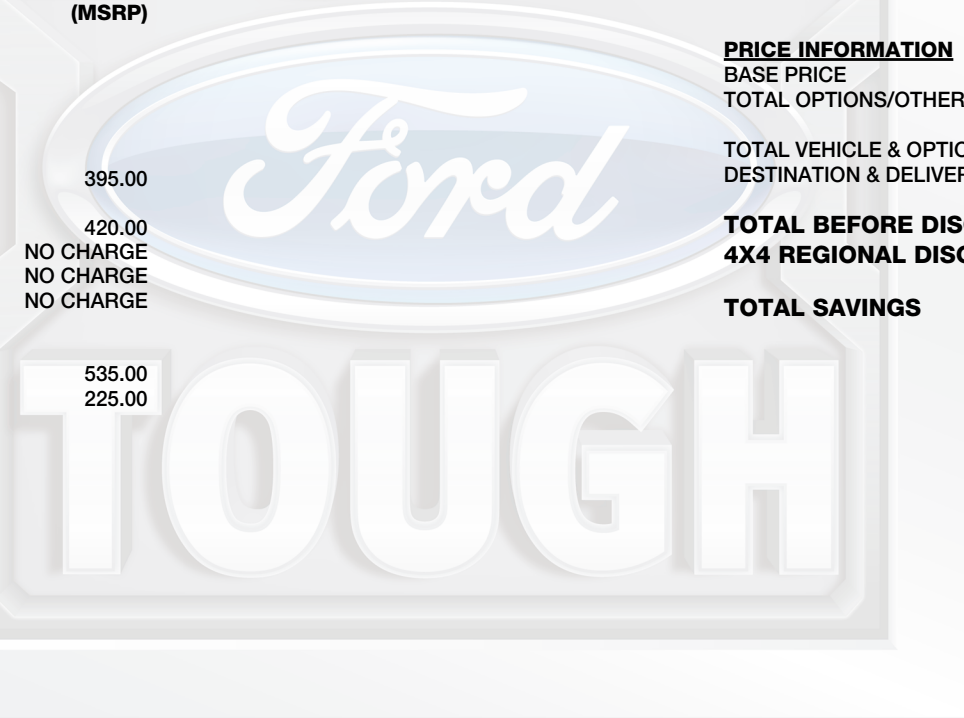 (MSRP)
395.00
420.00
NO CHARGE
NO CHARGE
NO CHARGE
535.00
225.00
PRICE INFORMATION
BASE PRICE
TOTAL OPTIONS/OTHER
TOTAL VEHICLE & OPTIO
DESTINATION & DELIVER
TOTAL BEFORE DISC
4X4 REGIONAL DISC
TOTAL SAVINGS
Ford
TOUGH